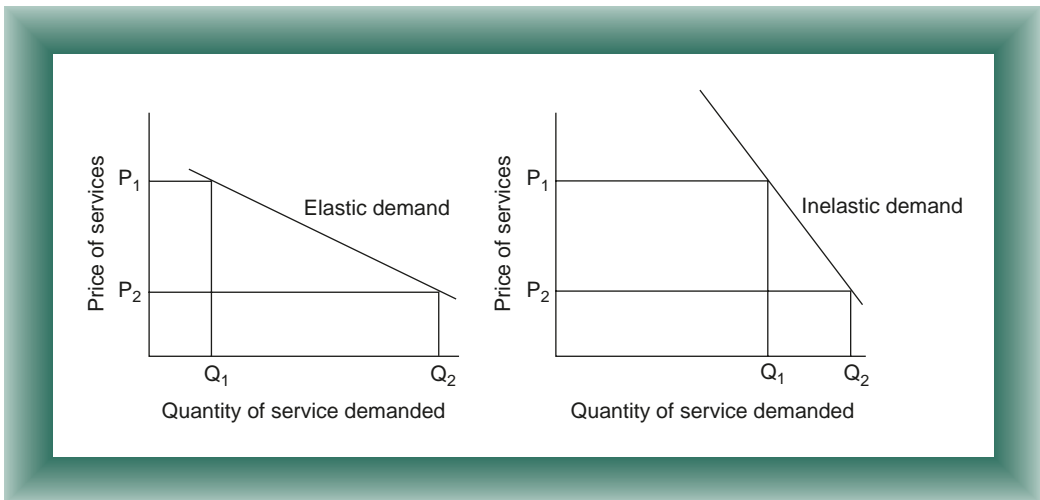 Price of services
P1
P2
Elastic demand
Q1
Q2
Quantity of service demanded
Price of services
P1
P2
Inelastic demand
Q1
Q2
Quantity of service demanded